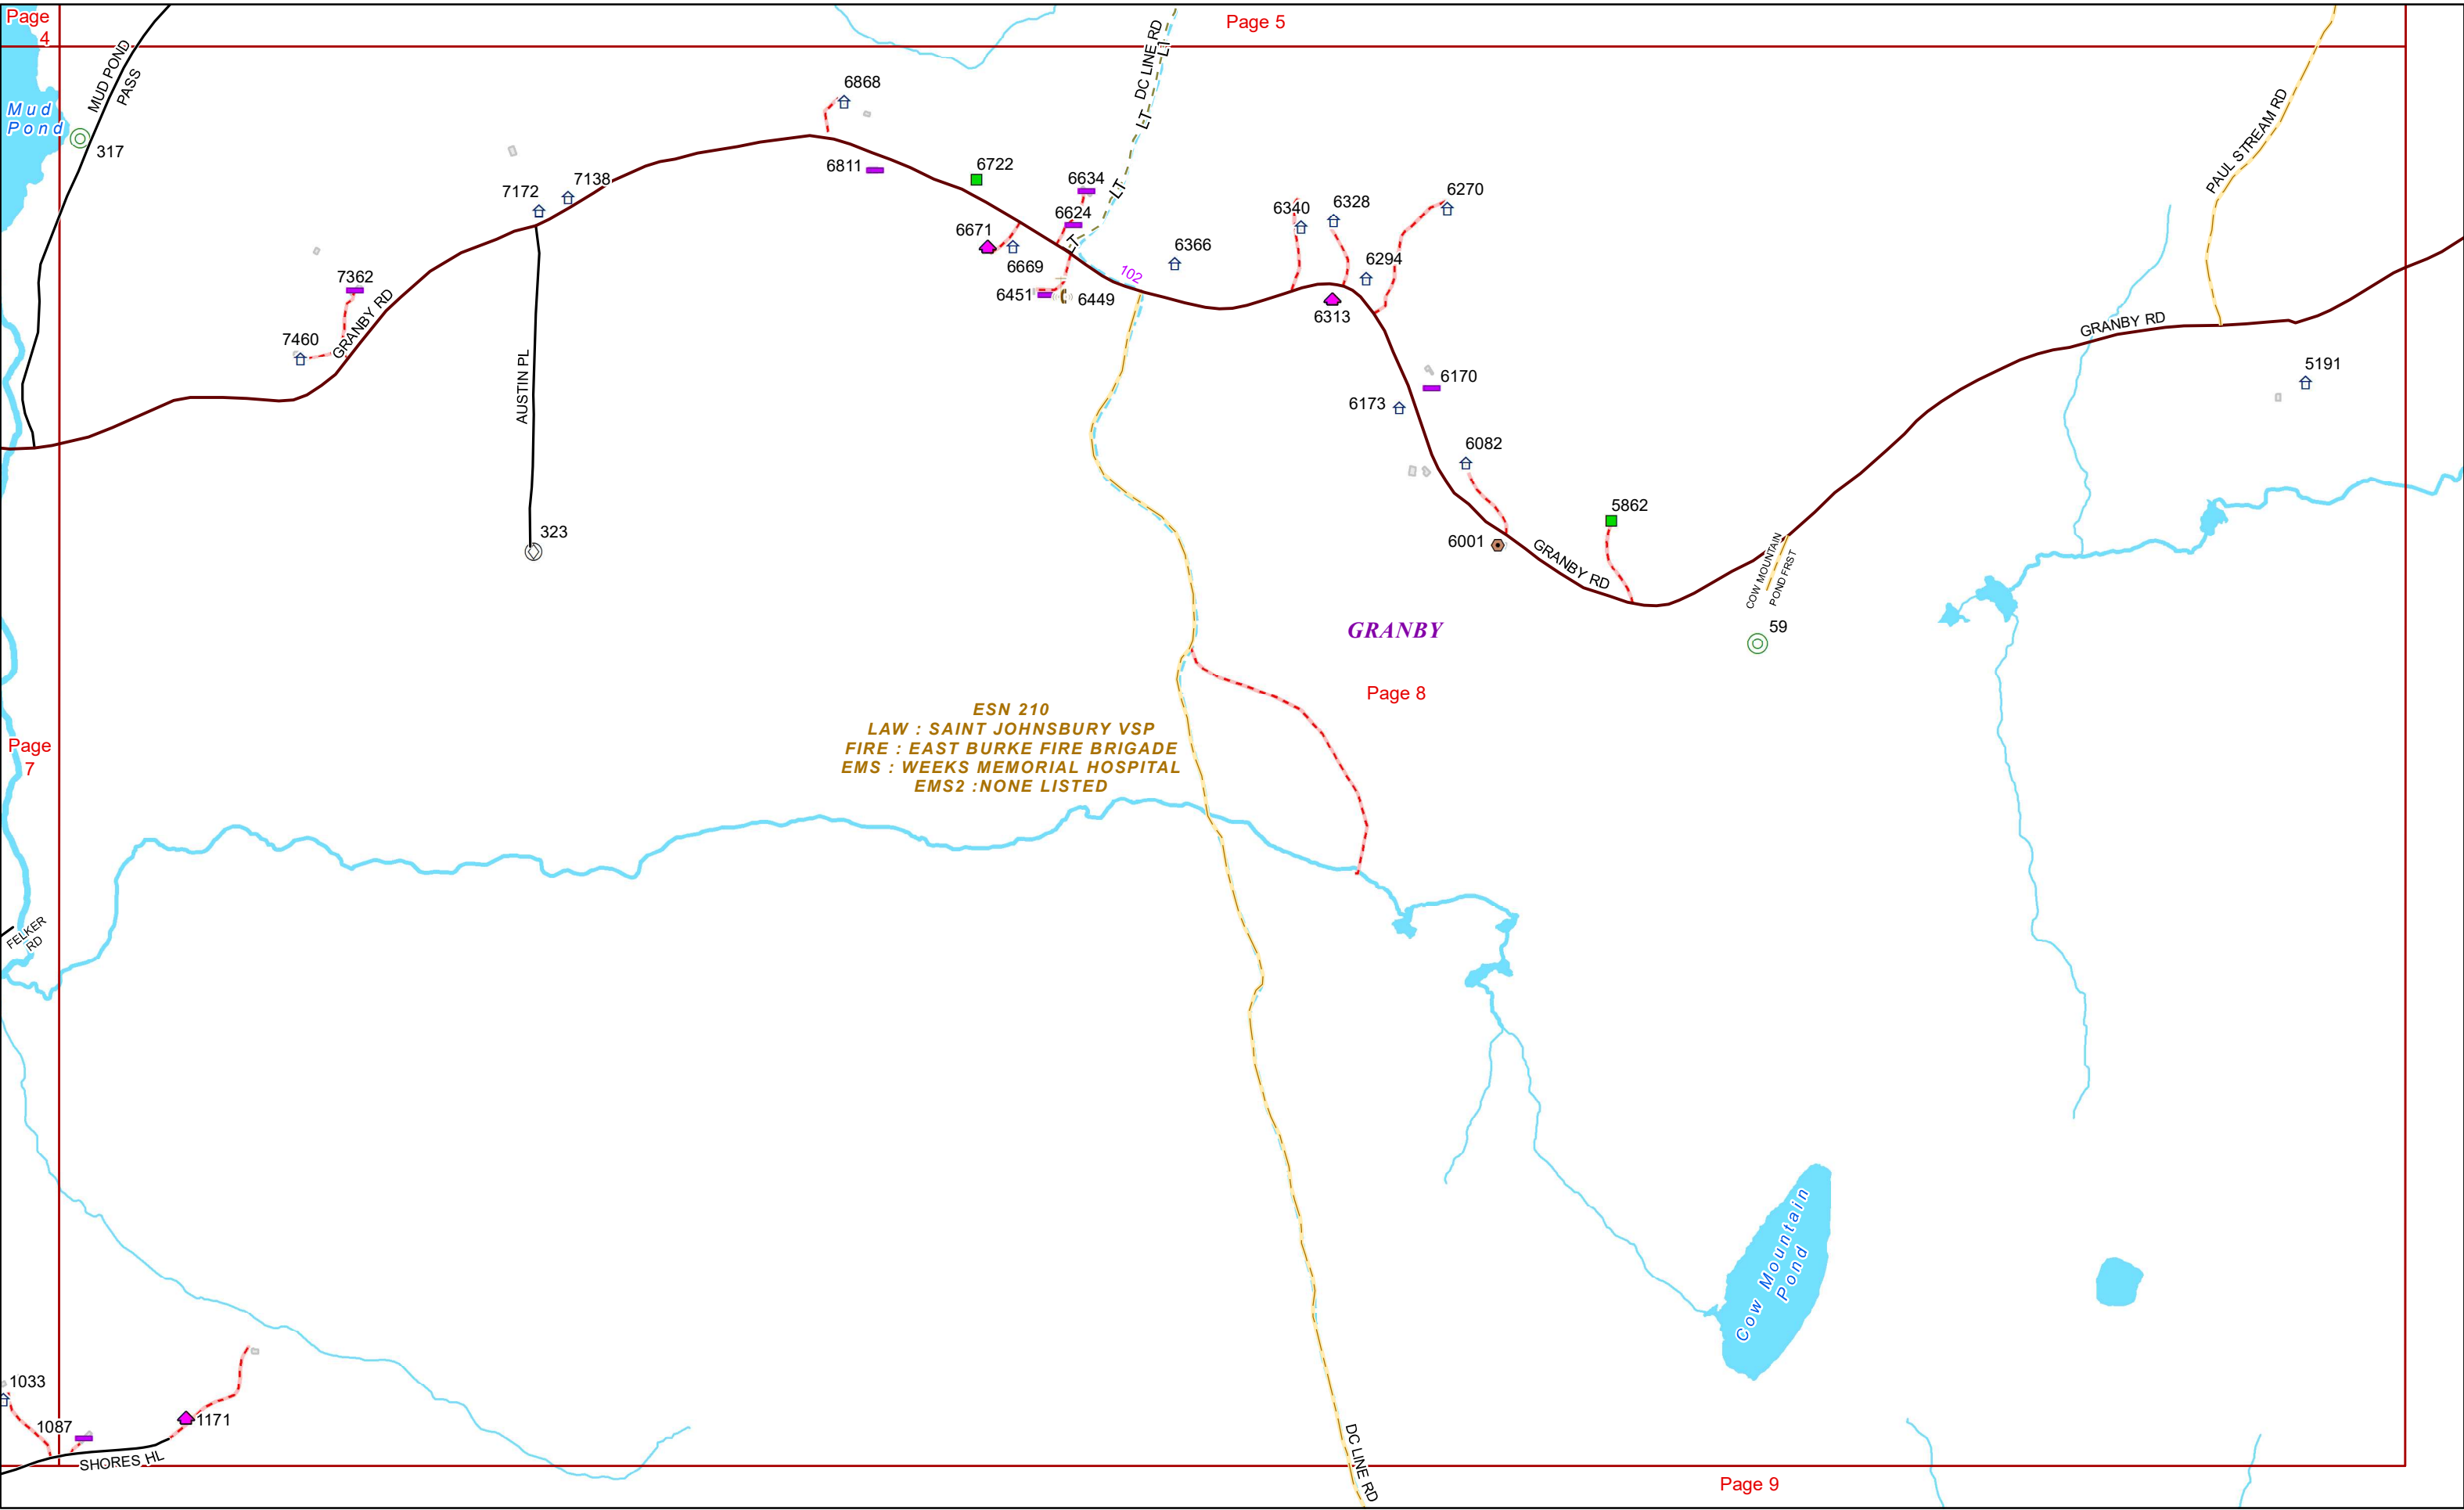 Page
4
Page 5
MUD POND
PASS
DC LINE RD
LT
LT
LT
LT
PAUL STREAM RD
Mud
Pond
317
6868
6811
6722
6634
6624
7172
7138
6671
6669
6451
6449
102
6366
6340
6328
6270
6294
6313
7362
7460
GRANBY RD
AUSTIN PL
GRANBY RD
5191
6170
6173
6082
5862
6001
GRANBY RD
323
COW MOUNTAIN
POND FRST
59
GRANBY
Page 8
ESN 210
LAW : SAINT JOHNSBURY VSP
FIRE : EAST BURKE FIRE BRIGADE
EMS : WEEKS MEMORIAL HOSPITAL
EMS2 :NONE LISTED
Page
7
FELKER
RD
Cow Mountain
Pond
1033
1087
1171
SHORES HL
DC LINE RD
Page 9